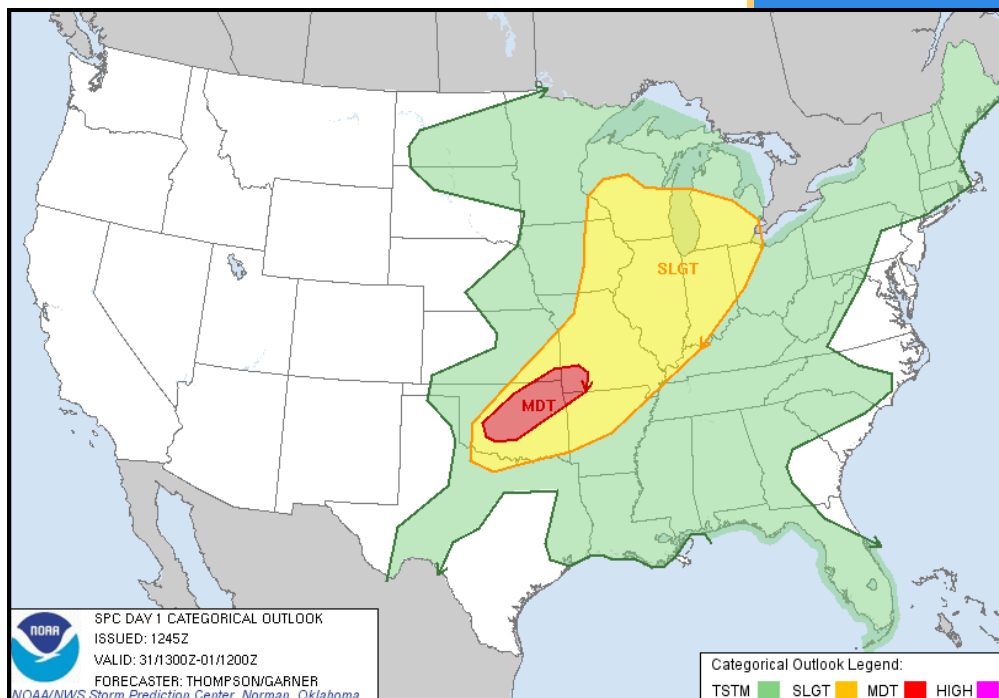 SLGT
MDT
NOAA
SPC DAY 1 CATEGORICAL OUTLOOK
ISSUED: 1245Z
VALID: 31/1300Z-01/1200Z
FORECASTER: THOMPSON/GARNER
NOAA/NWS Storm Prediction Center, Norman, Oklahoma
Categorical Outlook Legend:
TSTM SLGT MDT HIGH